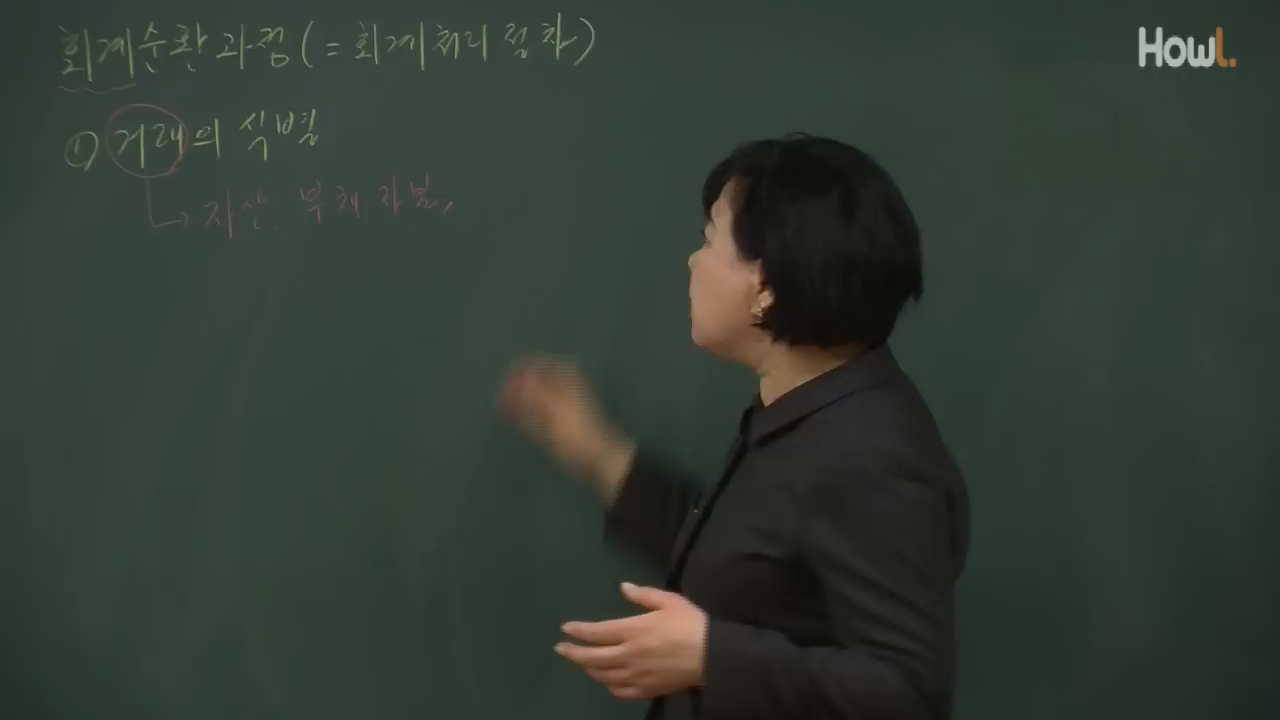 회계순환과정(=회계처리절차)
Howl.
① 거래의 식별
↳ 자산, 부채 자본,